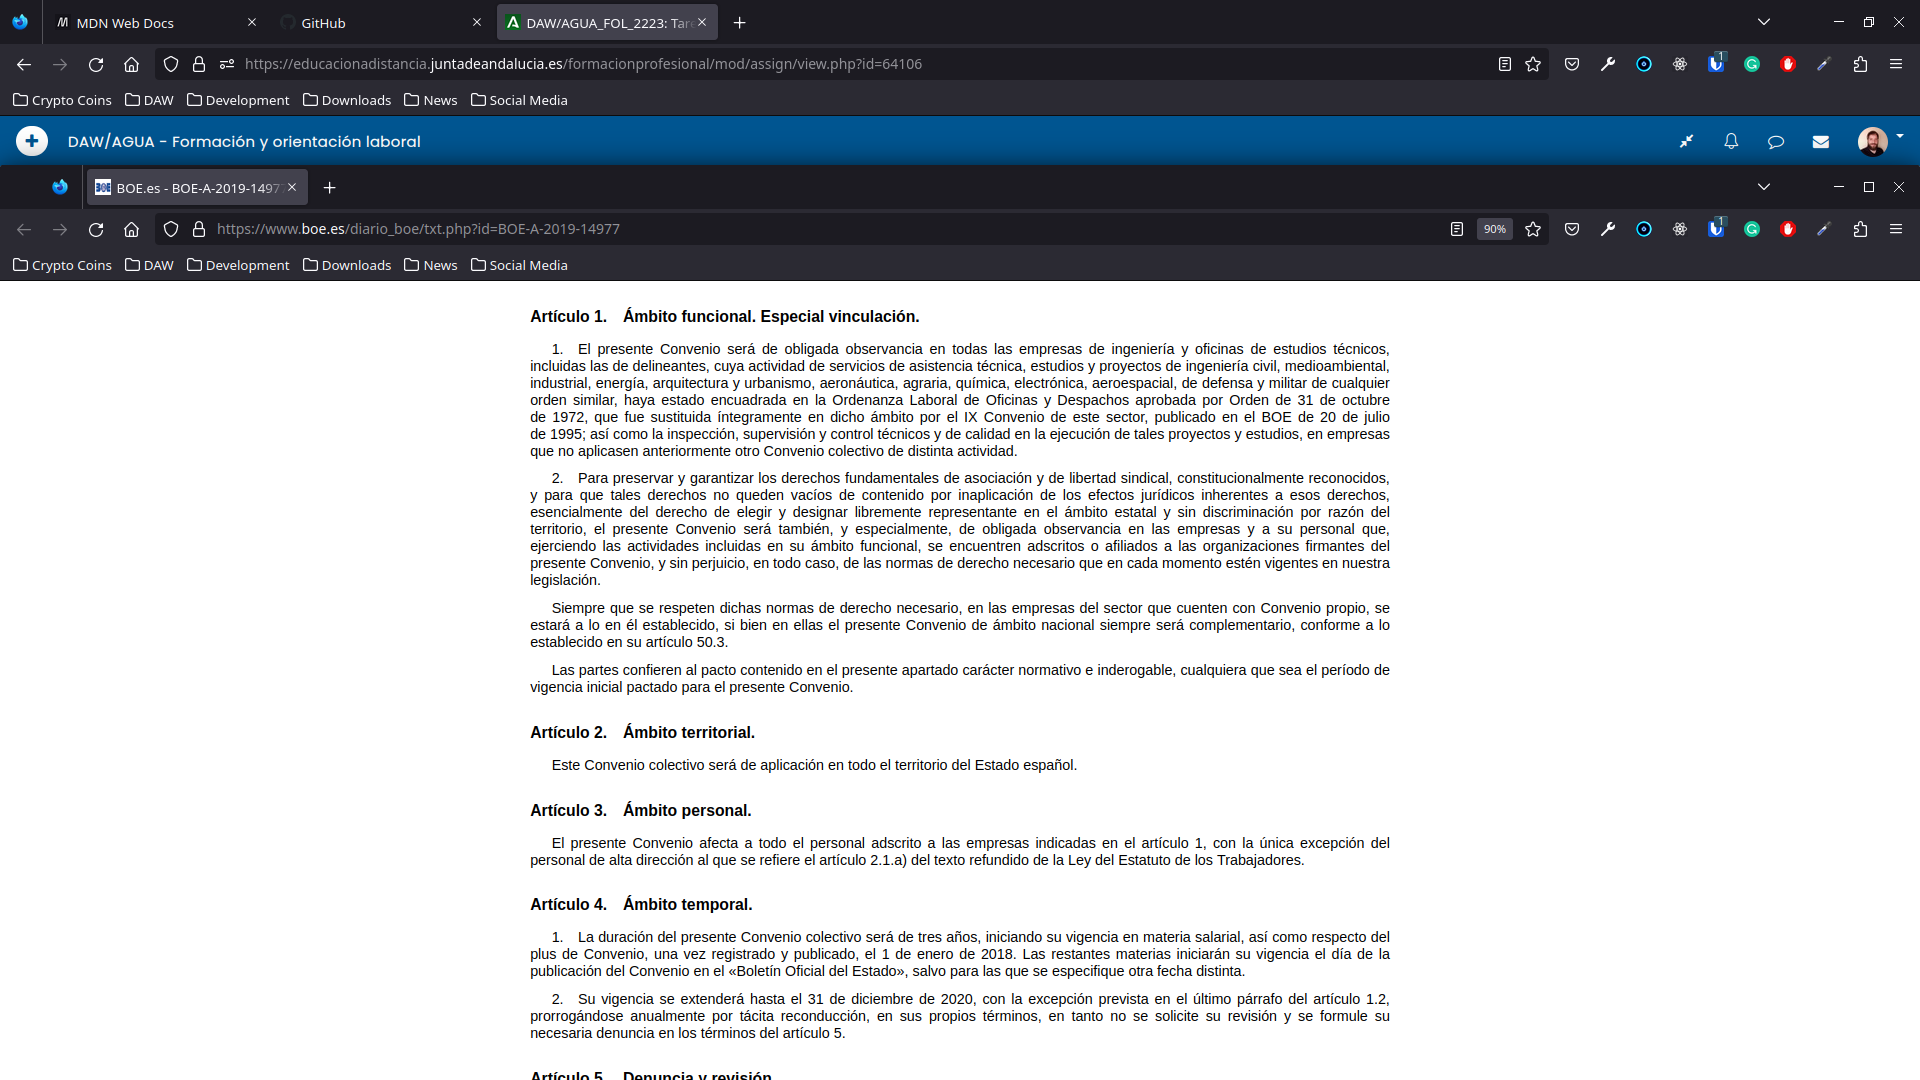 MDN Web Docs
GitHub
DAW/AGUA_FOL_2223: Tar
https://educacionadistancia.juntadeandalucia.es/formacionprofesional/mod/assign/view.php?id=64106
1
Crypto Coins DAW Development Downloads News Social Media
DAW/AGUA - Formación y orientación laboral
BOE.es - BOE-A-2019-1497
https://www.boe.es/diario_boe/txt.php?id=BOE-A-2019-14977
90%
1
Crypto Coins DAW Development Downloads News Social Media
Artículo 1. Ámbito funcional. Especial vinculación.
1. El presente Convenio será de obligada observancia en todas las empresas de ingeniería y oficinas de estudios técnicos,
incluidas las de delineantes, cuya actividad de servicios de asistencia técnica, estudios y proyectos de ingeniería civil, medioambiental,
industrial, energía, arquitectura y urbanismo, aeronáutica, agraria, química, electrónica, aeroespacial, de defensa y militar de cualquier
orden similar, haya estado encuadrada en la Ordenanza Laboral de Oficinas y Despachos aprobada por Orden de 31 de octubre
de 1972, que fue sustituida íntegramente en dicho ámbito por el IX Convenio de este sector, publicado en el BOE de 20 de julio
de 1995; así como la inspección, supervisión y control técnicos y de calidad en la ejecución de tales proyectos y estudios, en empresas
que no aplicasen anteriormente otro Convenio colectivo de distinta actividad.
2. Para preservar y garantizar los derechos fundamentales de asociación y de libertad sindical, constitucionalmente reconocidos,
y para que tales derechos no queden vacíos de contenido por inaplicación de los efectos jurídicos inherentes a esos derechos,
esencialmente del derecho de elegir y designar libremente representante en el ámbito estatal y sin discriminación por razón del
territorio, el presente Convenio será también, y especialmente, de obligada observancia en las empresas y a su personal que,
ejerciendo las actividades incluidas en su ámbito funcional, se encuentren adscritos o afiliados a las organizaciones firmantes del
presente Convenio, y sin perjuicio, en todo caso, de las normas de derecho necesario que en cada momento estén vigentes en nuestra
legislación.
Siempre que se respeten dichas normas de derecho necesario, en las empresas del sector que cuenten con Convenio propio, se
estará a lo en él establecido, si bien en ellas el presente Convenio de ámbito nacional siempre será complementario, conforme a lo
establecido en su artículo 50.3.
Las partes confieren al pacto contenido en el presente apartado carácter normativo e inderogable, cualquiera que sea el período de
vigencia inicial pactado para el presente Convenio.
Artículo 2. Ámbito territorial.
Este Convenio colectivo será de aplicación en todo el territorio del Estado español.
Artículo 3. Ámbito personal.
El presente Convenio afecta a todo el personal adscrito a las empresas indicadas en el artículo 1, con la única excepción del
personal de alta dirección al que se refiere el artículo 2.1.a) del texto refundido de la Ley del Estatuto de los Trabajadores.
Artículo 4. Ámbito temporal.
1. La duración del presente Convenio colectivo será de tres años, iniciando su vigencia en materia salarial, así como respecto del
plus de Convenio, una vez registrado y publicado, el 1 de enero de 2018. Las restantes materias iniciarán su vigencia el día de la
publicación del Convenio en el «Boletín Oficial del Estado», salvo para las que se especifique otra fecha distinta.
2. Su vigencia se extenderá hasta el 31 de diciembre de 2020, con la excepción prevista en el último párrafo del artículo 1.2,
prorrogándose anualmente por tácita reconducción, en sus propios términos, en tanto no se solicite su revisión y se formule su
necesaria denuncia en los términos del artículo 5.
Artículo 5. Denuncia y revisión.